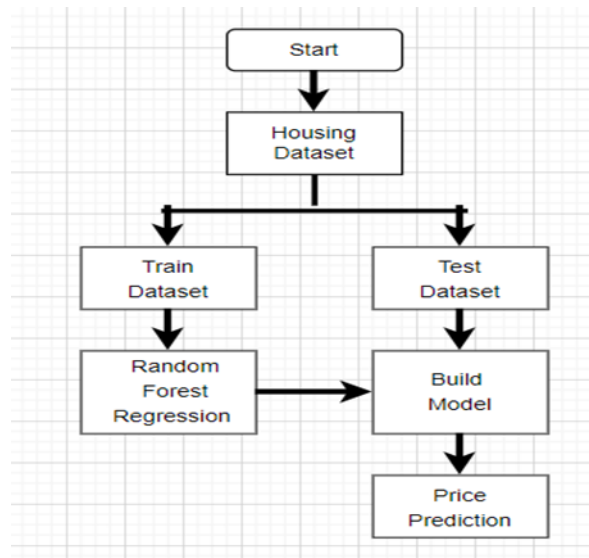 Start
Housing
Dataset
Train
Dataset
Test
Dataset
Random
Forest
Regression
Build
Model
Price
Prediction